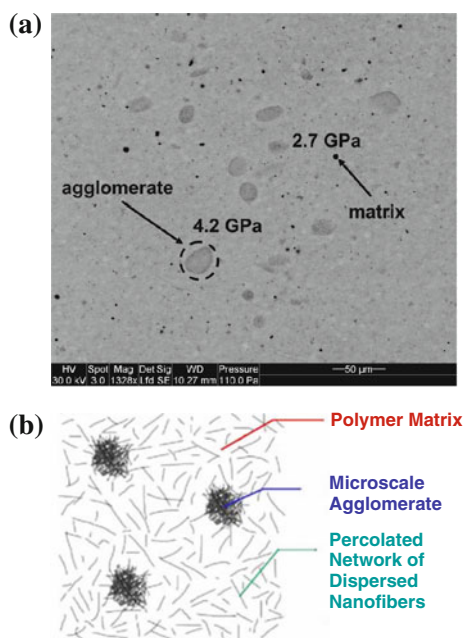 (a)
2.7 GPa
agglomerate
matrix
4.2 GPa
HV Spot Mag Det Sig WD Pressure
30.0 kV 3.0 1328x Lfd SE 10.27 mm 110.0 Pa
50 µm
(b)
Polymer Matrix
Microscale
Agglomerate
Percolated
Network of
Dispersed
Nanofibers